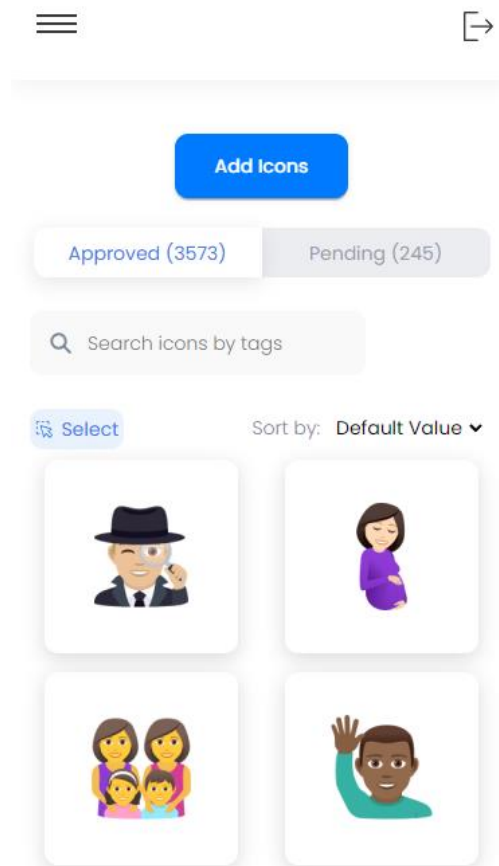 Add Icons
Approved (3573) Pending (245)
Search icons by tags
Select Sort by: Default Value